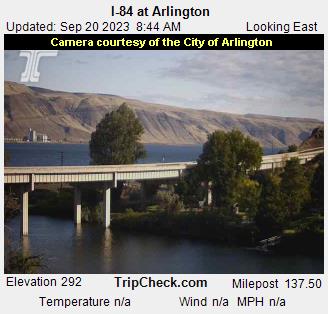 I-84 at Arlington
Updated: Sep 20 2023 8:44 AM Looking East
Camera courtesy of the City of Arlington
Elevation 292 TripCheck.com Milepost 137.50
Temperature n/a Wind n/a MPH n/a